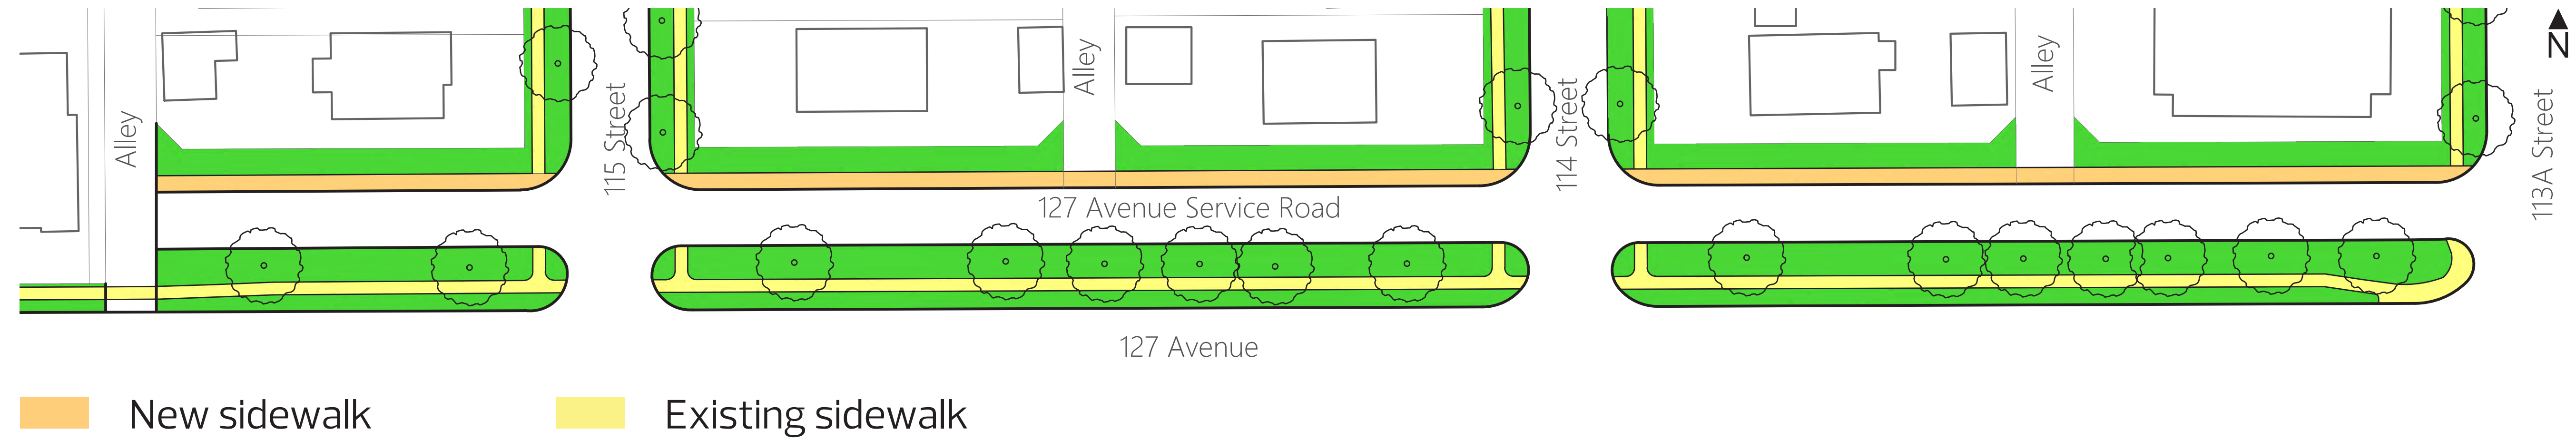 N
Alley
115 Street
Alley
114 Street
Alley
113A Street
127 Avenue Service Road
127 Avenue
New sidewalk
Existing sidewalk